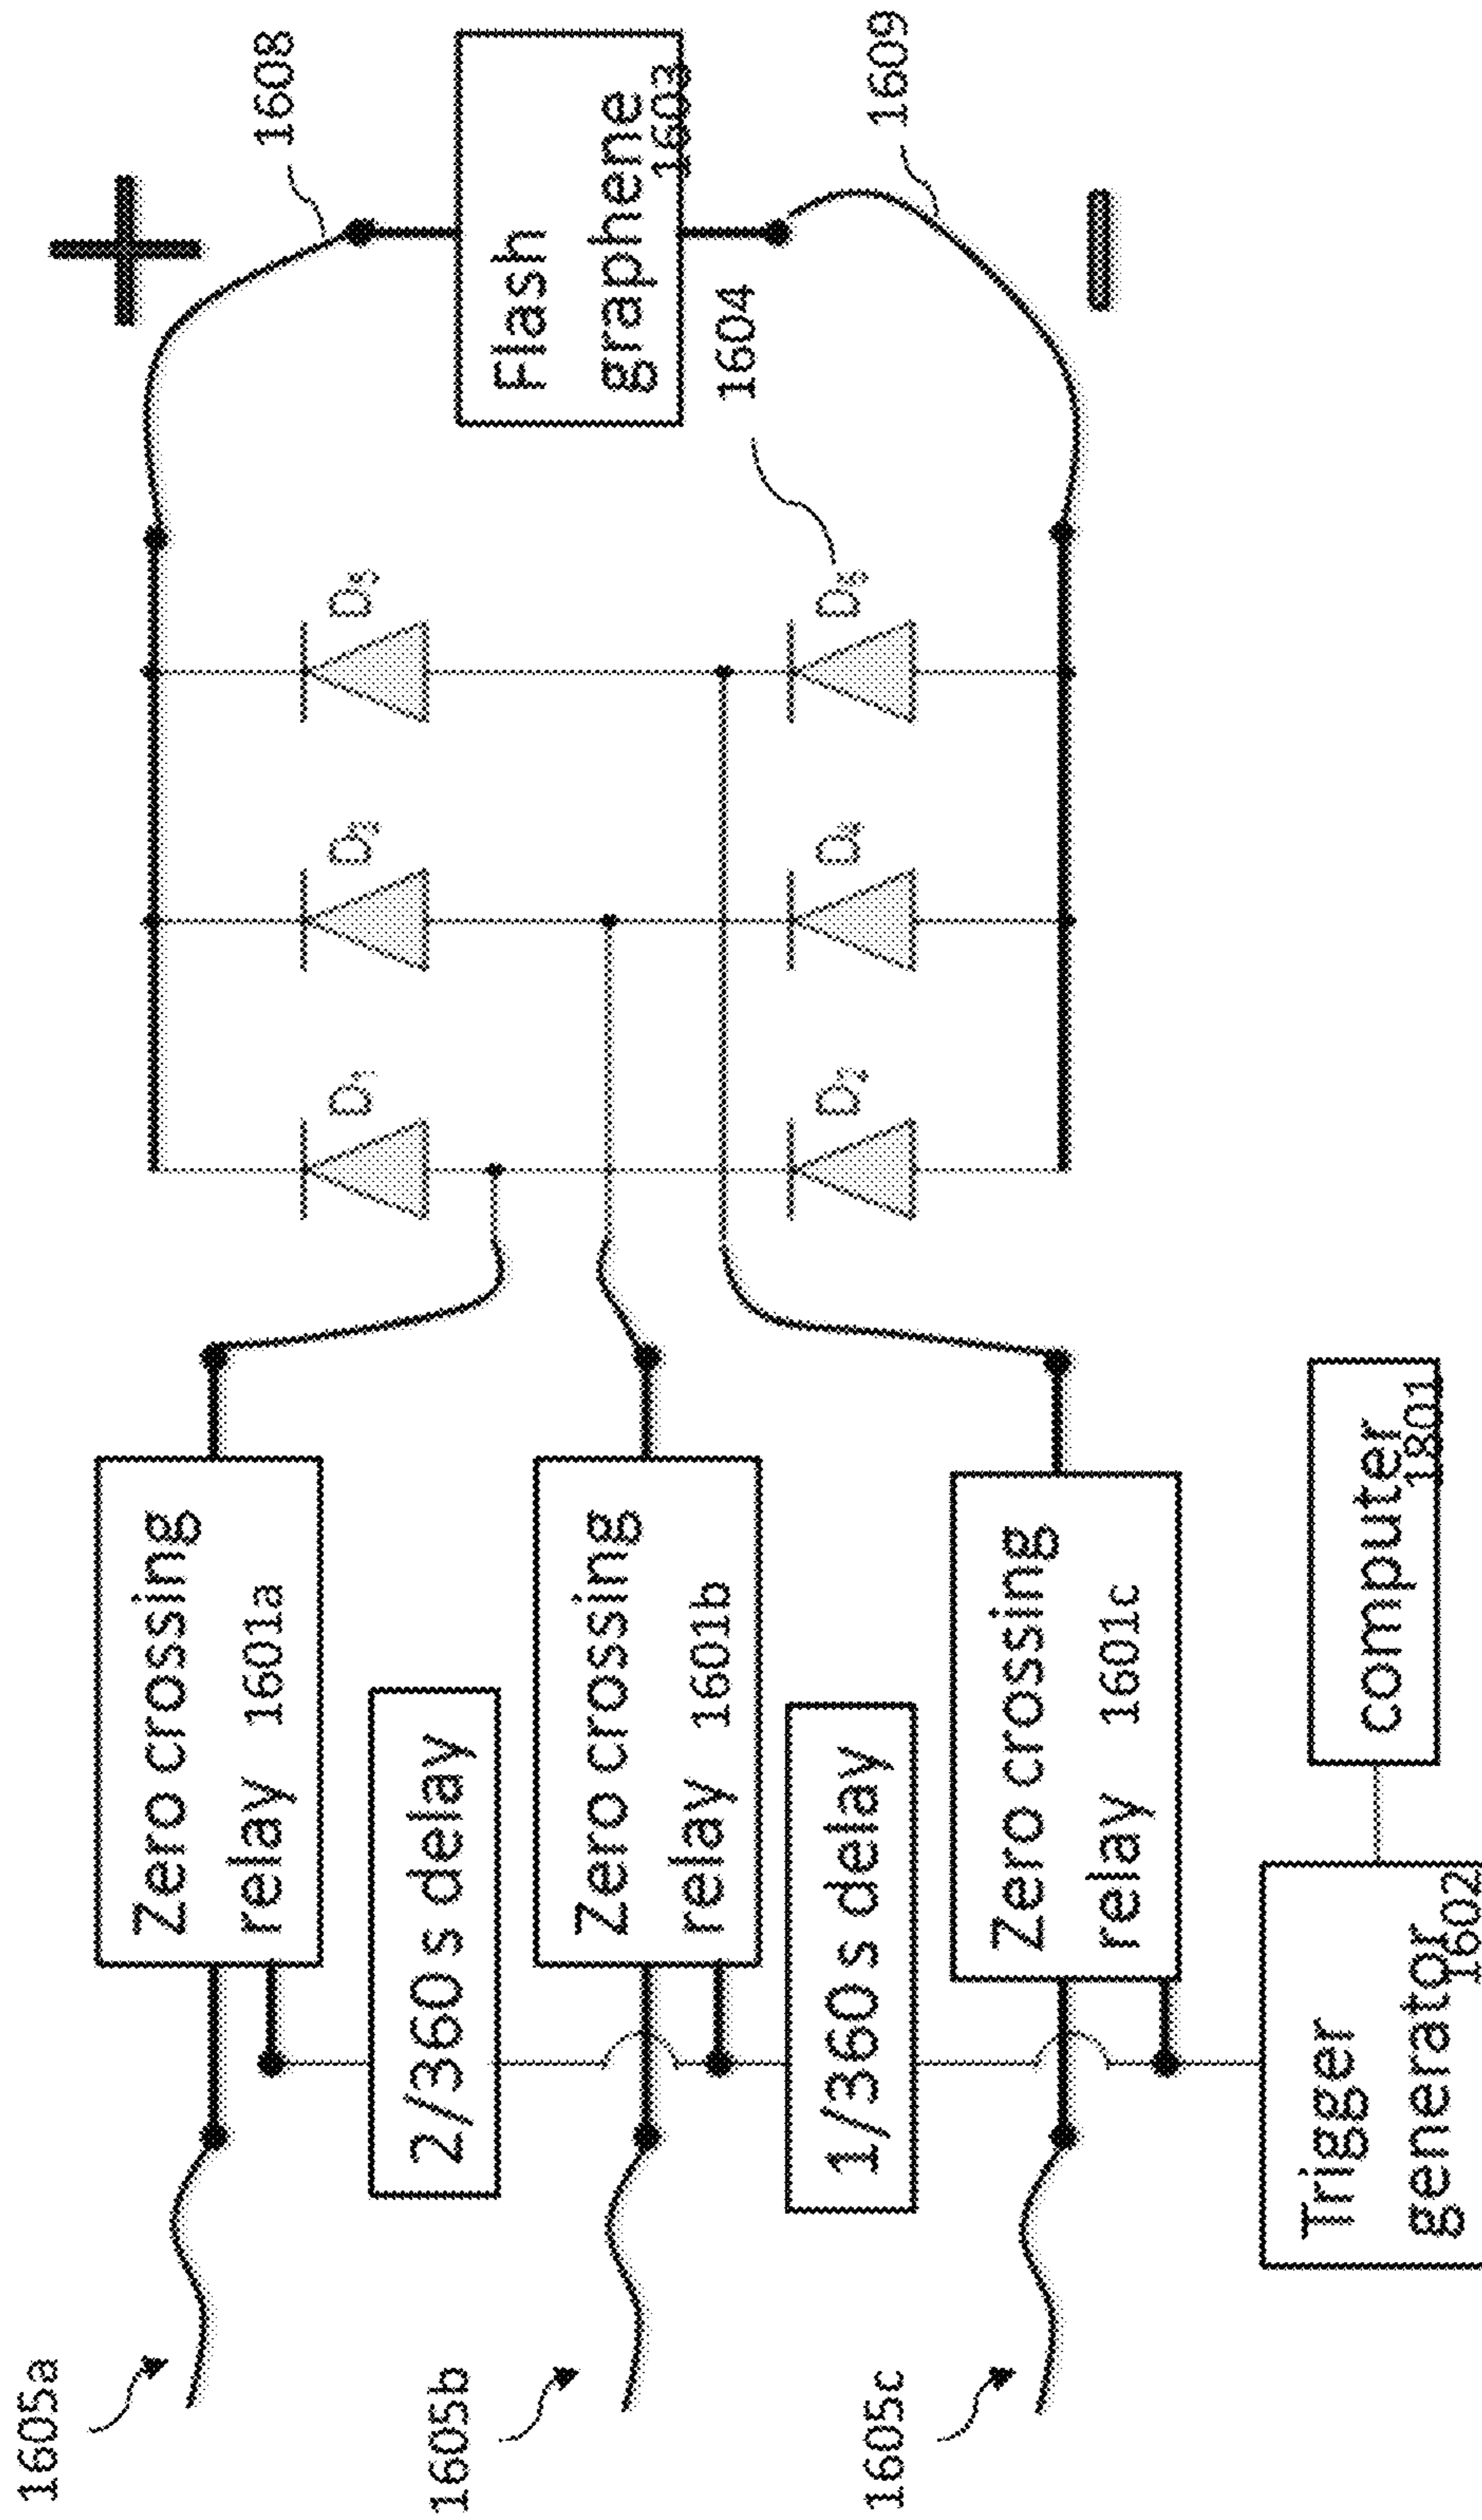 1605a
Zero crossing
relay 1601a
2/360 s delay
1605b
Zero crossing
relay 1601b
1/360 s delay
1605c
Zero crossing
relay 1601c
Trigger
generator
1602
computer
1801
D1
D3
D5
D2
D4
1604
+
1608
Flash
graphene
1603
1609
–